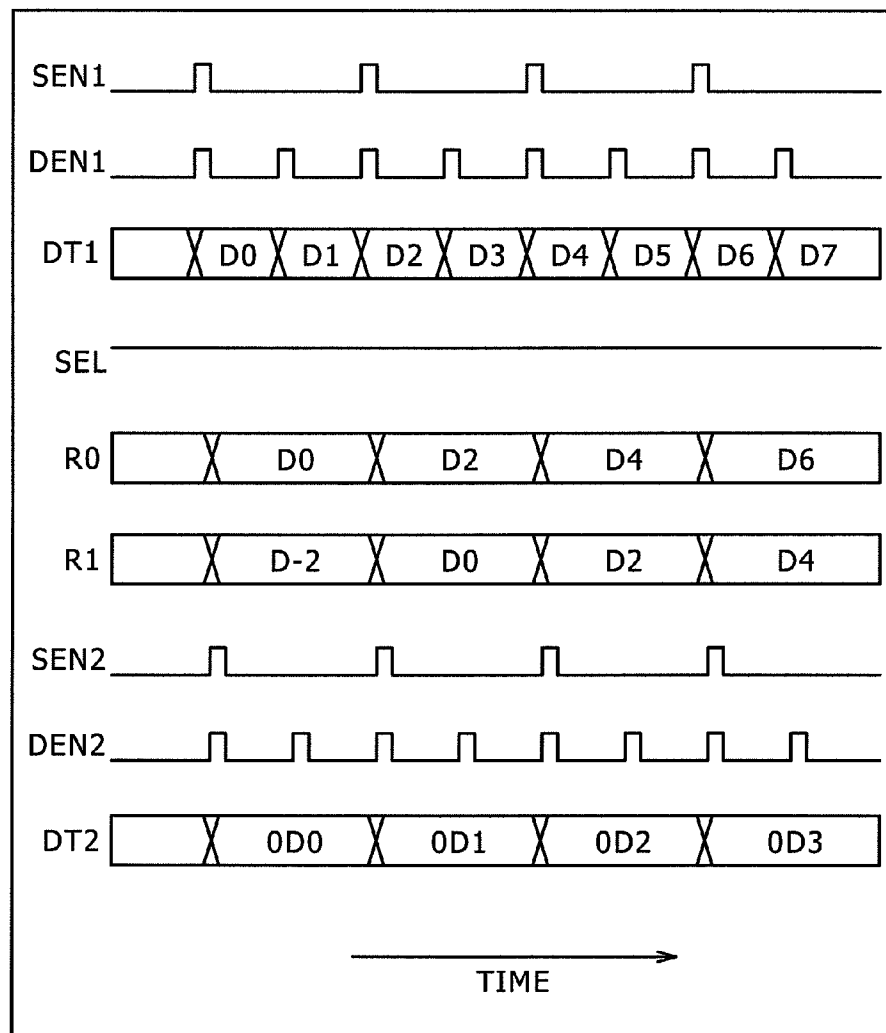 SEN1
DEN1
DT1 D0 D1 D2 D3 D4 D5 D6 D7
SEL
R0 D0 D2 D4 D6
R1 D-2 D0 D2 D4
SEN2
DEN2
DT2 0D0 0D1 0D2 0D3
TIME